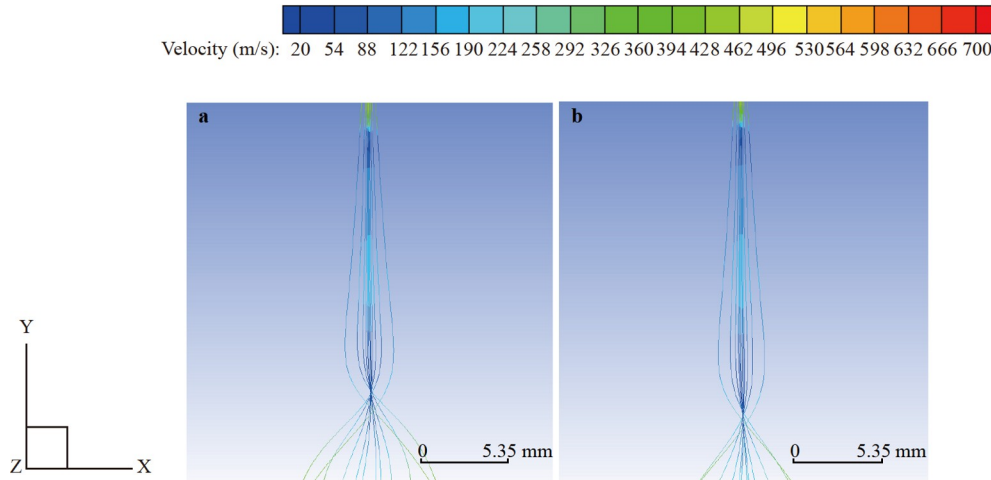 Velocity (m/s): 20 54 88 122 156 190 224 258 292 326 360 394 428 462 496 530 564 598 632 666 700
a b
Y
0 5.35 mm 0 5.35 mm
Z X